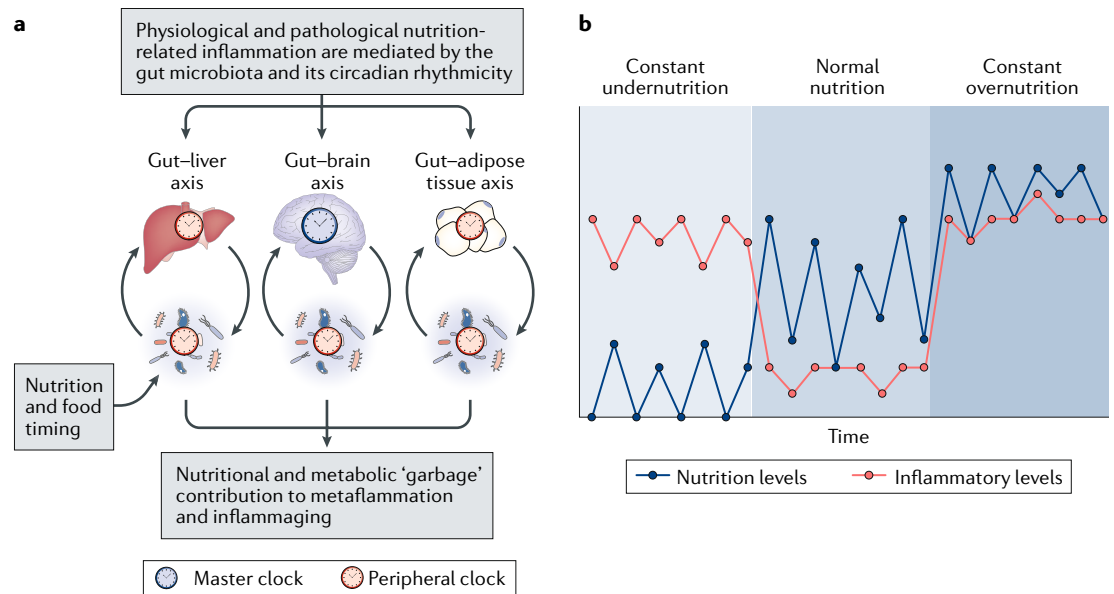 a
Physiological and pathological nutrition-
related inflammation are mediated by the
gut microbiota and its circadian rhythmicity
Gut–liver
axis
Gut–brain
axis
Gut–adipose
tissue axis
Nutrition
and food
timing
Nutritional and metabolic ‘garbage’
contribution to metaflammation
and inflammaging
Master clock
Peripheral clock
b
Constant
undernutrition
Normal
nutrition
Constant
overnutrition
Time
Nutrition levels
Inflammatory levels